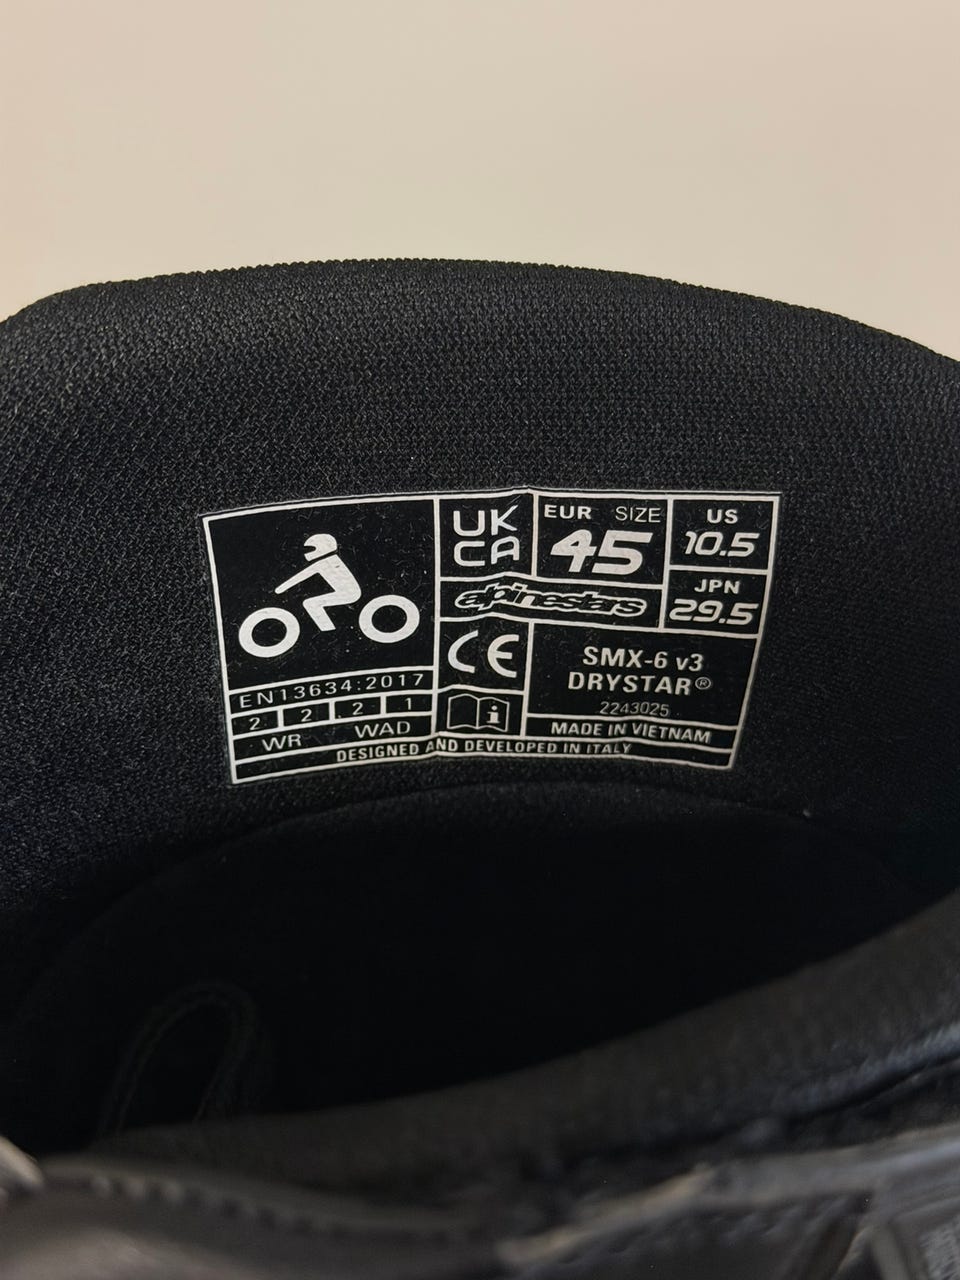 UK
CA
EUR SIZE
45
US
10.5
alpinestars
JPN
29.5
CE
SMX-6 v3
DRYSTAR®
2243025
EN13634:2017
2 2 2 1
WR WAD
i
MADE IN VIETNAM
DESIGNED AND DEVELOPED IN ITALY